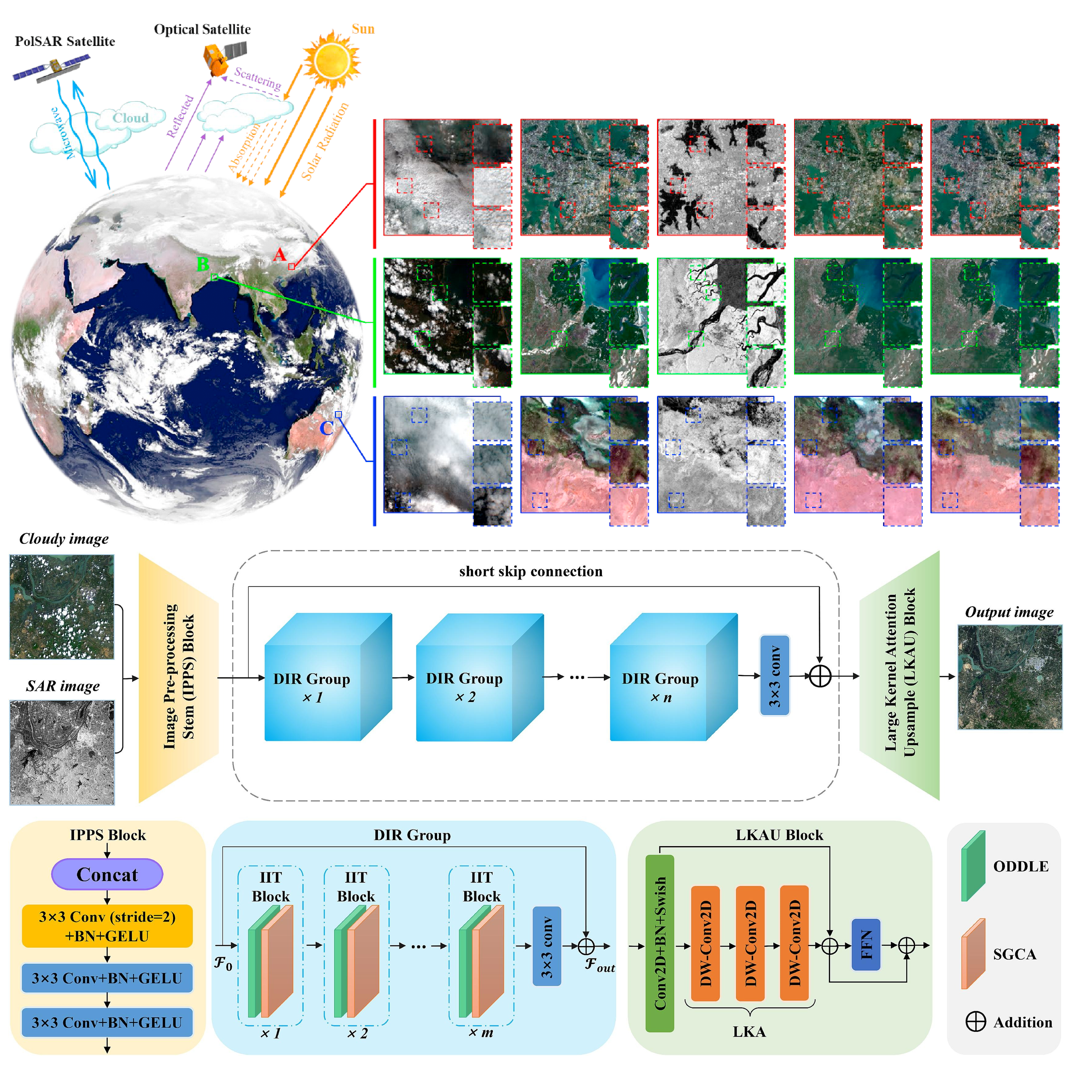 PolSAR Satellite
Optical Satellite
Sun
Scattering
Cloud
Microwave
Reflected
Absorption
Solar Radiation
A
B
C
Cloudy image
SAR image
Image Pre-processing
Stem (IPPS) Block
short skip connection
DIR Group
× 1
DIR Group
× 2
...
DIR Group
× n
3×3 conv
Large Kernel Attention
Upsample (LKAU) Block
Output image
IPPS Block
Concat
3×3 Conv (stride=2)
+BN+GELU
3×3 Conv+BN+GELU
3×3 Conv+BN+GELU
DIR Group
F0
IIT
Block
× 1
IIT
Block
× 2
...
IIT
Block
× m
3×3 conv
Fout
LKAU Block
Conv2D+BN+Swish
DW-Conv2D
DW-Conv2D
DW-Conv2D
LKA
FFN
ODDLE
SGCA
Addition